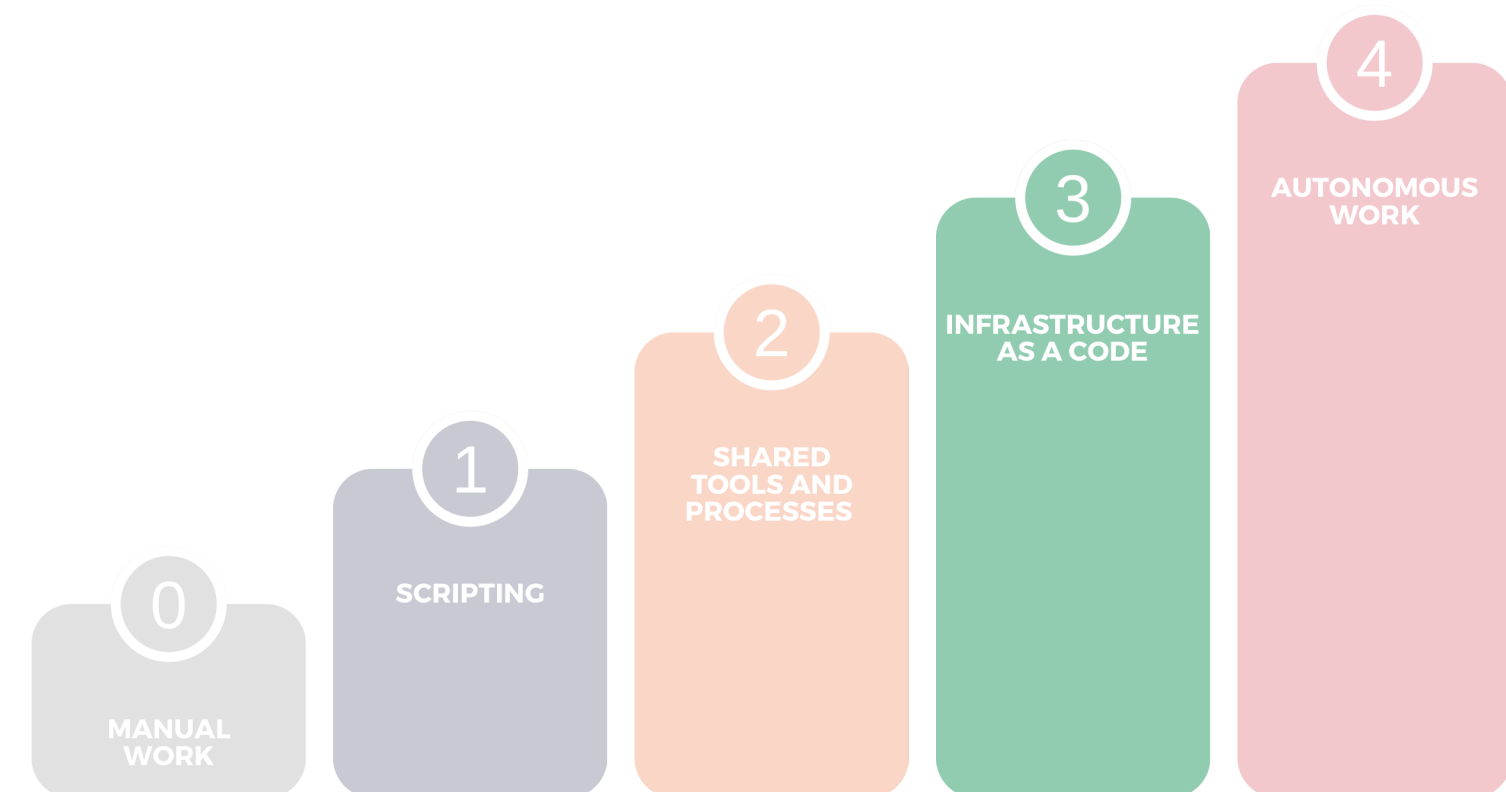 0
MANUAL
WORK
1
SCRIPTING
2
SHARED
TOOLS AND
PROCESSES
3
INFRASTRUCTURE
AS A CODE
4
AUTONOMOUS
WORK